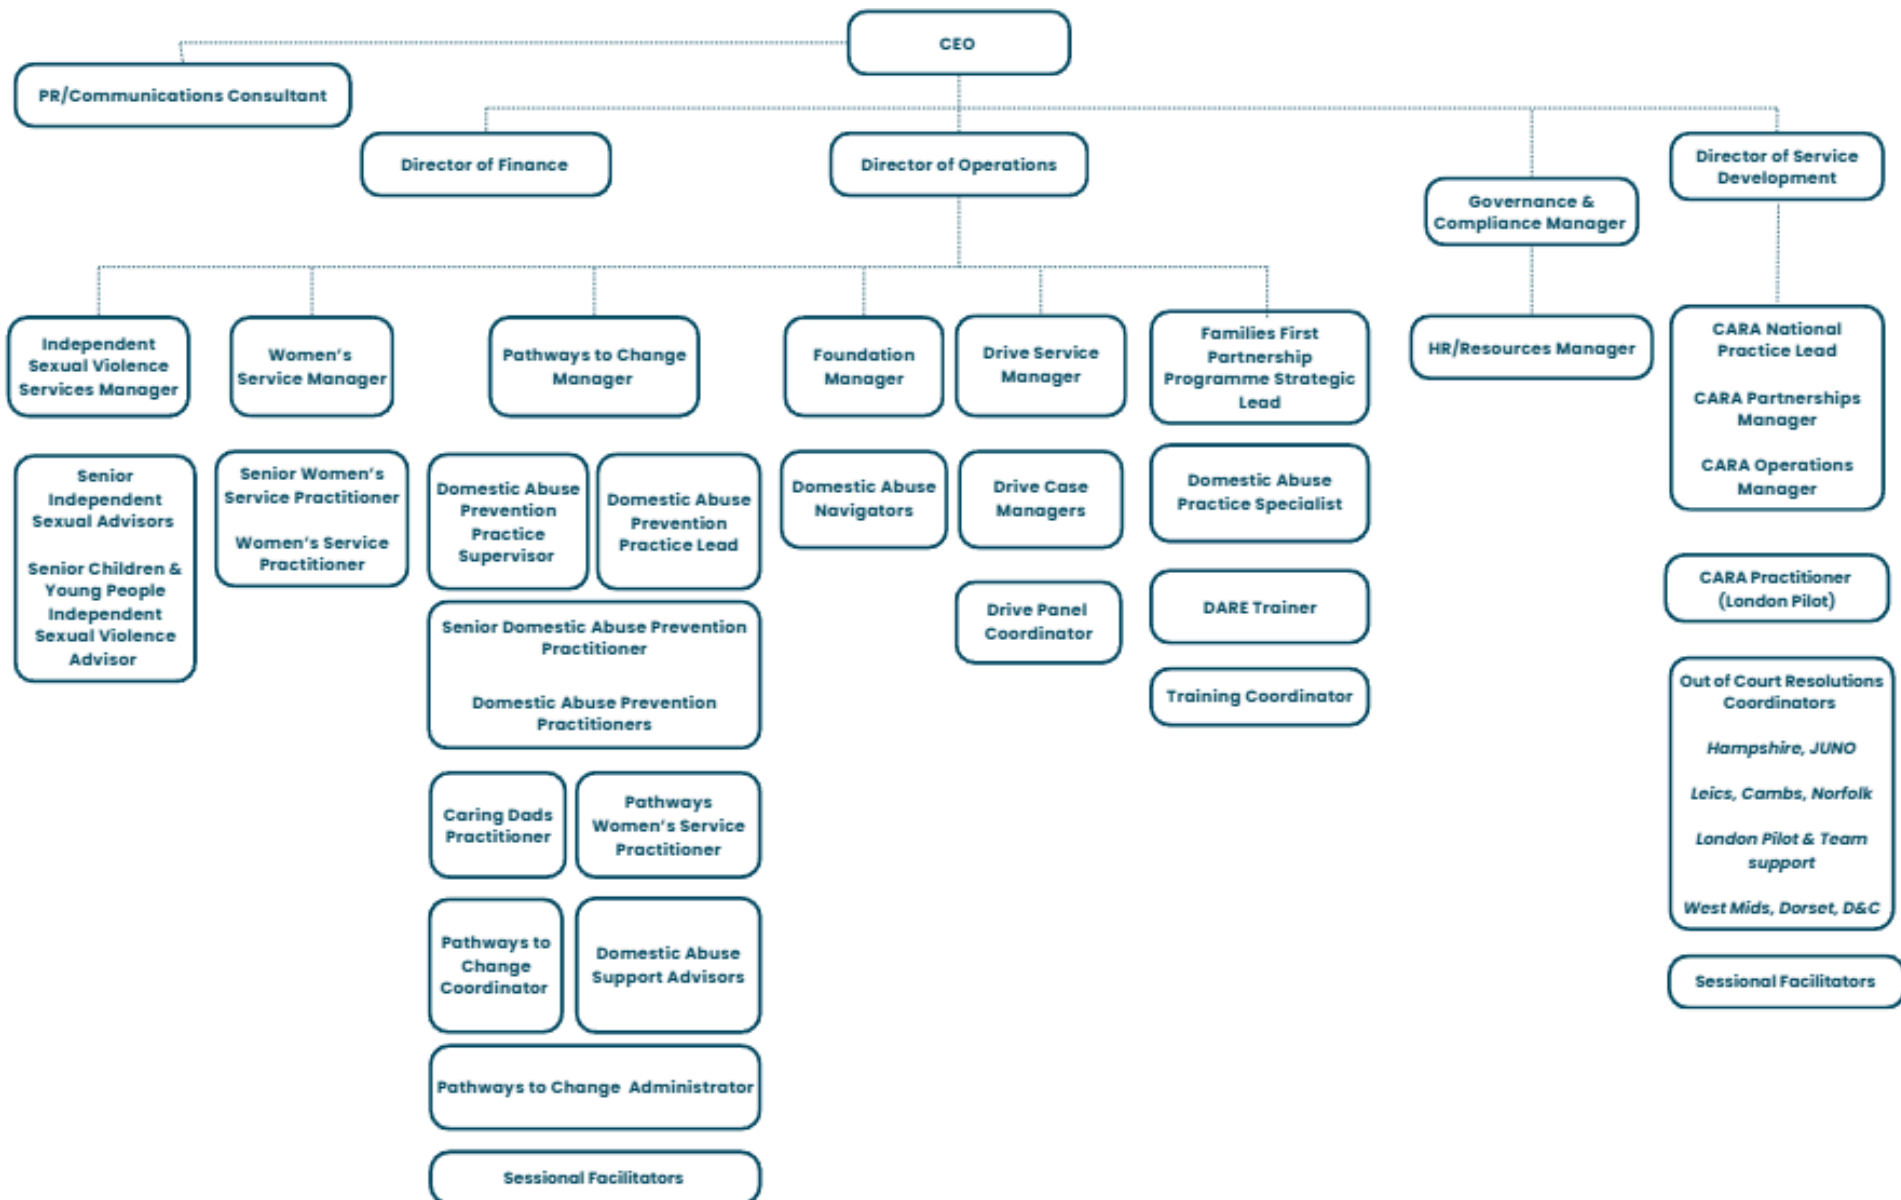 CEO
PR/Communications Consultant
Director of Finance
Director of Operations
Governance &
Compliance Manager
Director of Service
Development
Independent
Sexual Violence
Services Manager
Women's
Service Manager
Pathways to Change
Manager
Foundation
Manager
Drive Service
Manager
Families First
Partnership
Programme Strategic
Lead
HR/Resources Manager
CARA National
Practice Lead
CARA Partnerships
Manager
CARA Operations
Manager
Senior
Independent
Sexual Advisors
Senior Children &
Young People
Independent
Sexual Violence
Advisor
Senior Women's
Service Practitioner
Women's Service
Practitioner
Domestic Abuse
Prevention
Practice
Supervisor
Domestic Abuse
Prevention
Practice Lead
Senior Domestic Abuse Prevention
Practitioner
Domestic Abuse Prevention
Practitioners
Caring Dads
Practitioner
Pathways
Women's Service
Practitioner
Pathways to
Change
Coordinator
Domestic Abuse
Support Advisors
Pathways to Change Administrator
Sessional Facilitators
Domestic Abuse
Navigators
Drive Case
Managers
Drive Panel
Coordinator
Domestic Abuse
Practice Specialist
DARE Trainer
Training Coordinator
CARA Practitioner
(London Pilot)
Out of Court Resolutions
Coordinators
Hampshire, JUNO
Leics, Cambs, Norfolk
London Pilot & Team
support
West Mids, Dorset, D&C
Sessional Facilitators